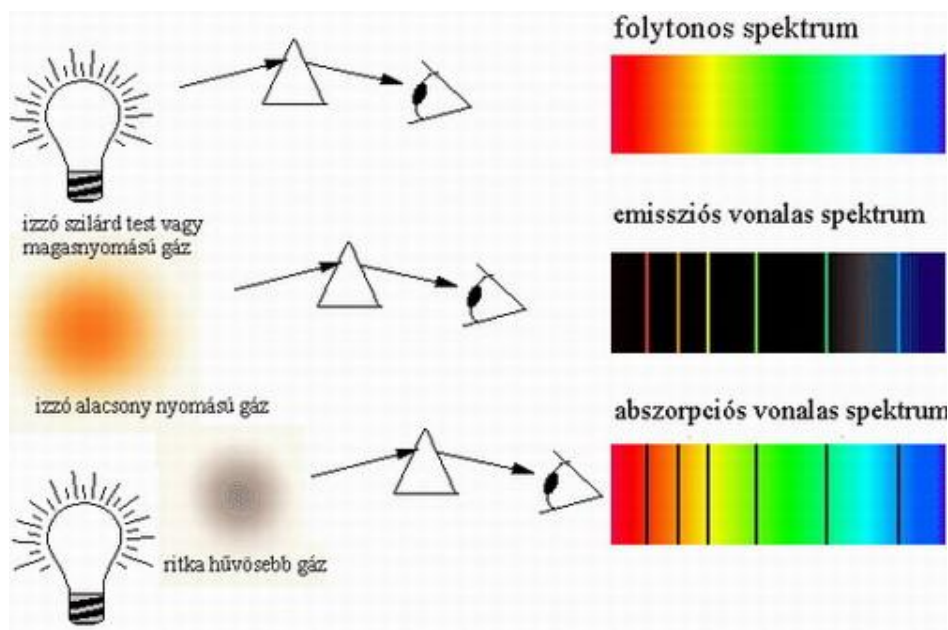 folytonos spektrum
izzó szilárd test vagy
magasnyomású gáz
emissziós vonalas spektrum
izzó alacsony nyomású gáz
abszorpciós vonalas spektrum
ritka hűvösebb gáz